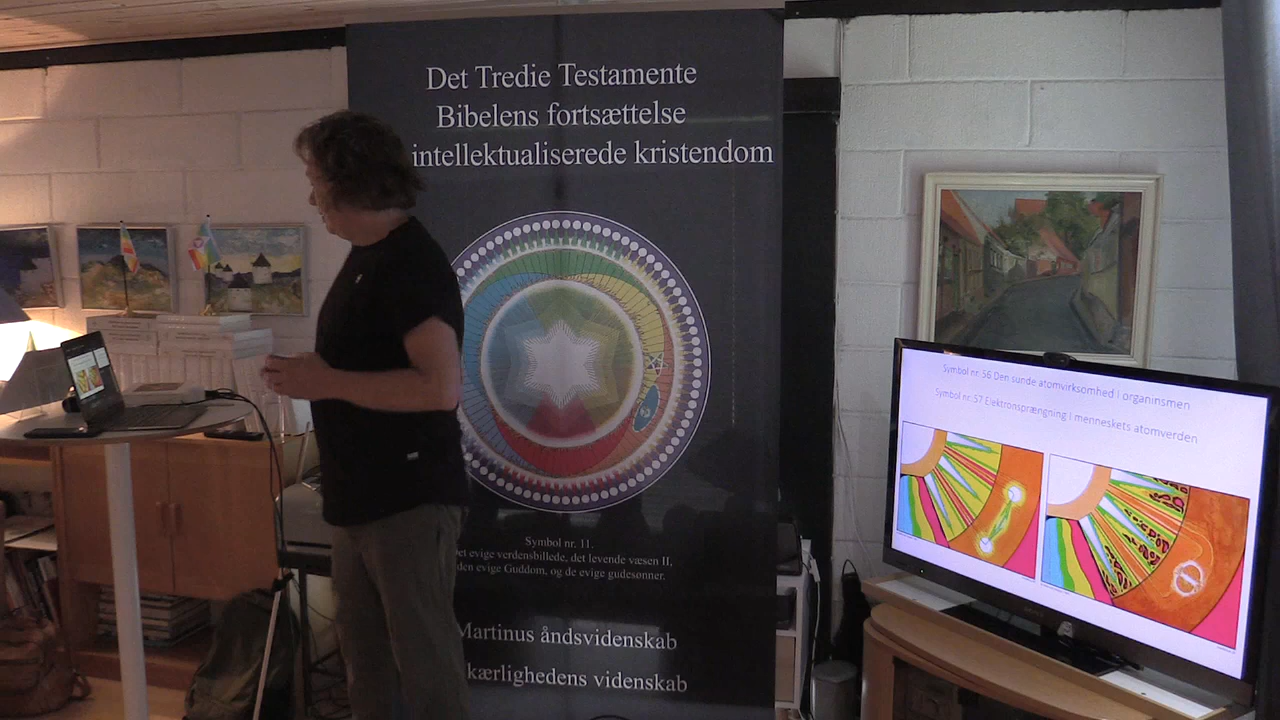 Det Tredie Testamente
Bibelens fortsættelse
intellektualiserede kristendom
Symbol nr. 11.
et evige verdensbillede, det levende væsen II,
den evige Guddom, og de evige gudesønner.
Martinus åndsvidenskab
kærlighedens videnskab
Symbol nr. 56 Den sunde atomvirksomhed i organinsmen
Symbol nr. 57 Elektronsprængning i menneskets atomverden